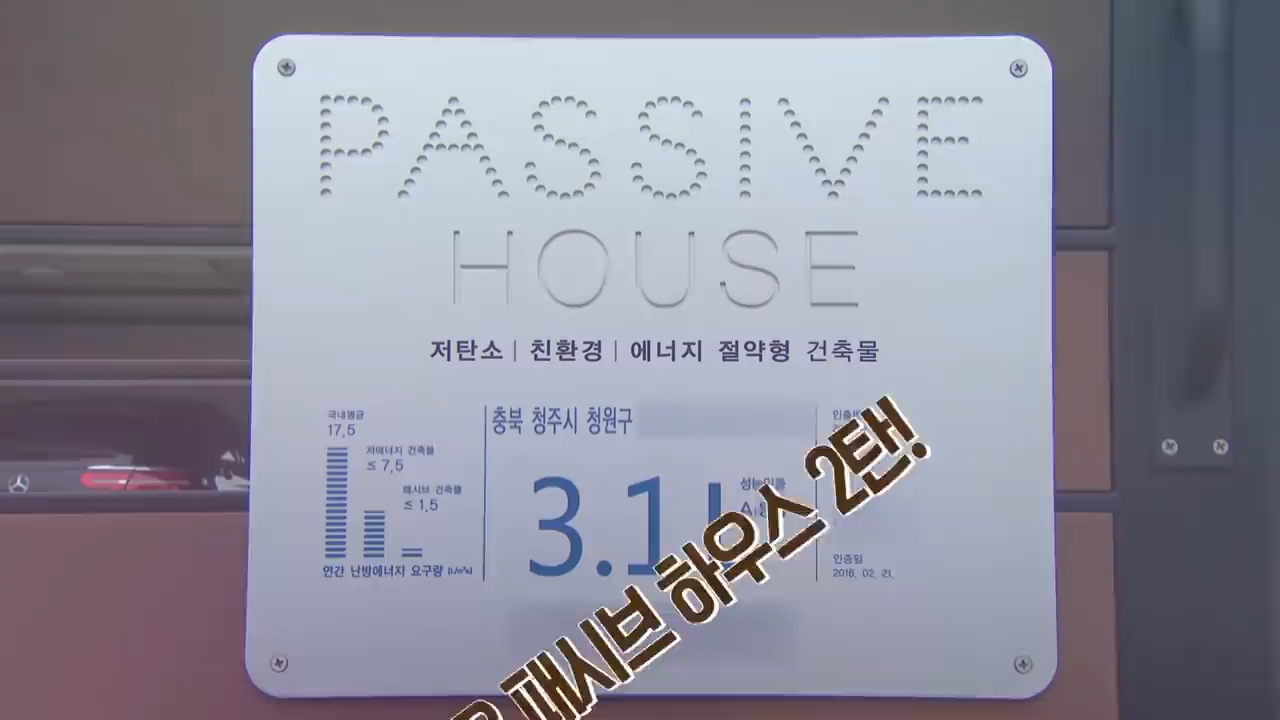 PASSIVE
HOUSE
저탄소 | 친환경 | 에너지 절약형 건축물
국내평균
17.5
저에너지 건축물
≤ 7.5
패시브 건축물
≤ 1.5
연간 난방에너지 요구량
충북 청주시 청원구
3.1
인증일
2018. 02. 21.
패시브 하우스 2탄!